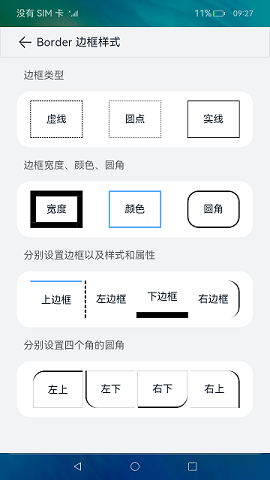 没有 SIM 卡 11% 09:27
Border 边框样式
边框类型
虚线 圆点 实线
边框宽度、颜色、圆角
宽度 颜色 圆角
分别设置边框以及样式和属性
上边框 左边框 下边框 右边框
分别设置四个角的圆角
左上 左下 右下 右上